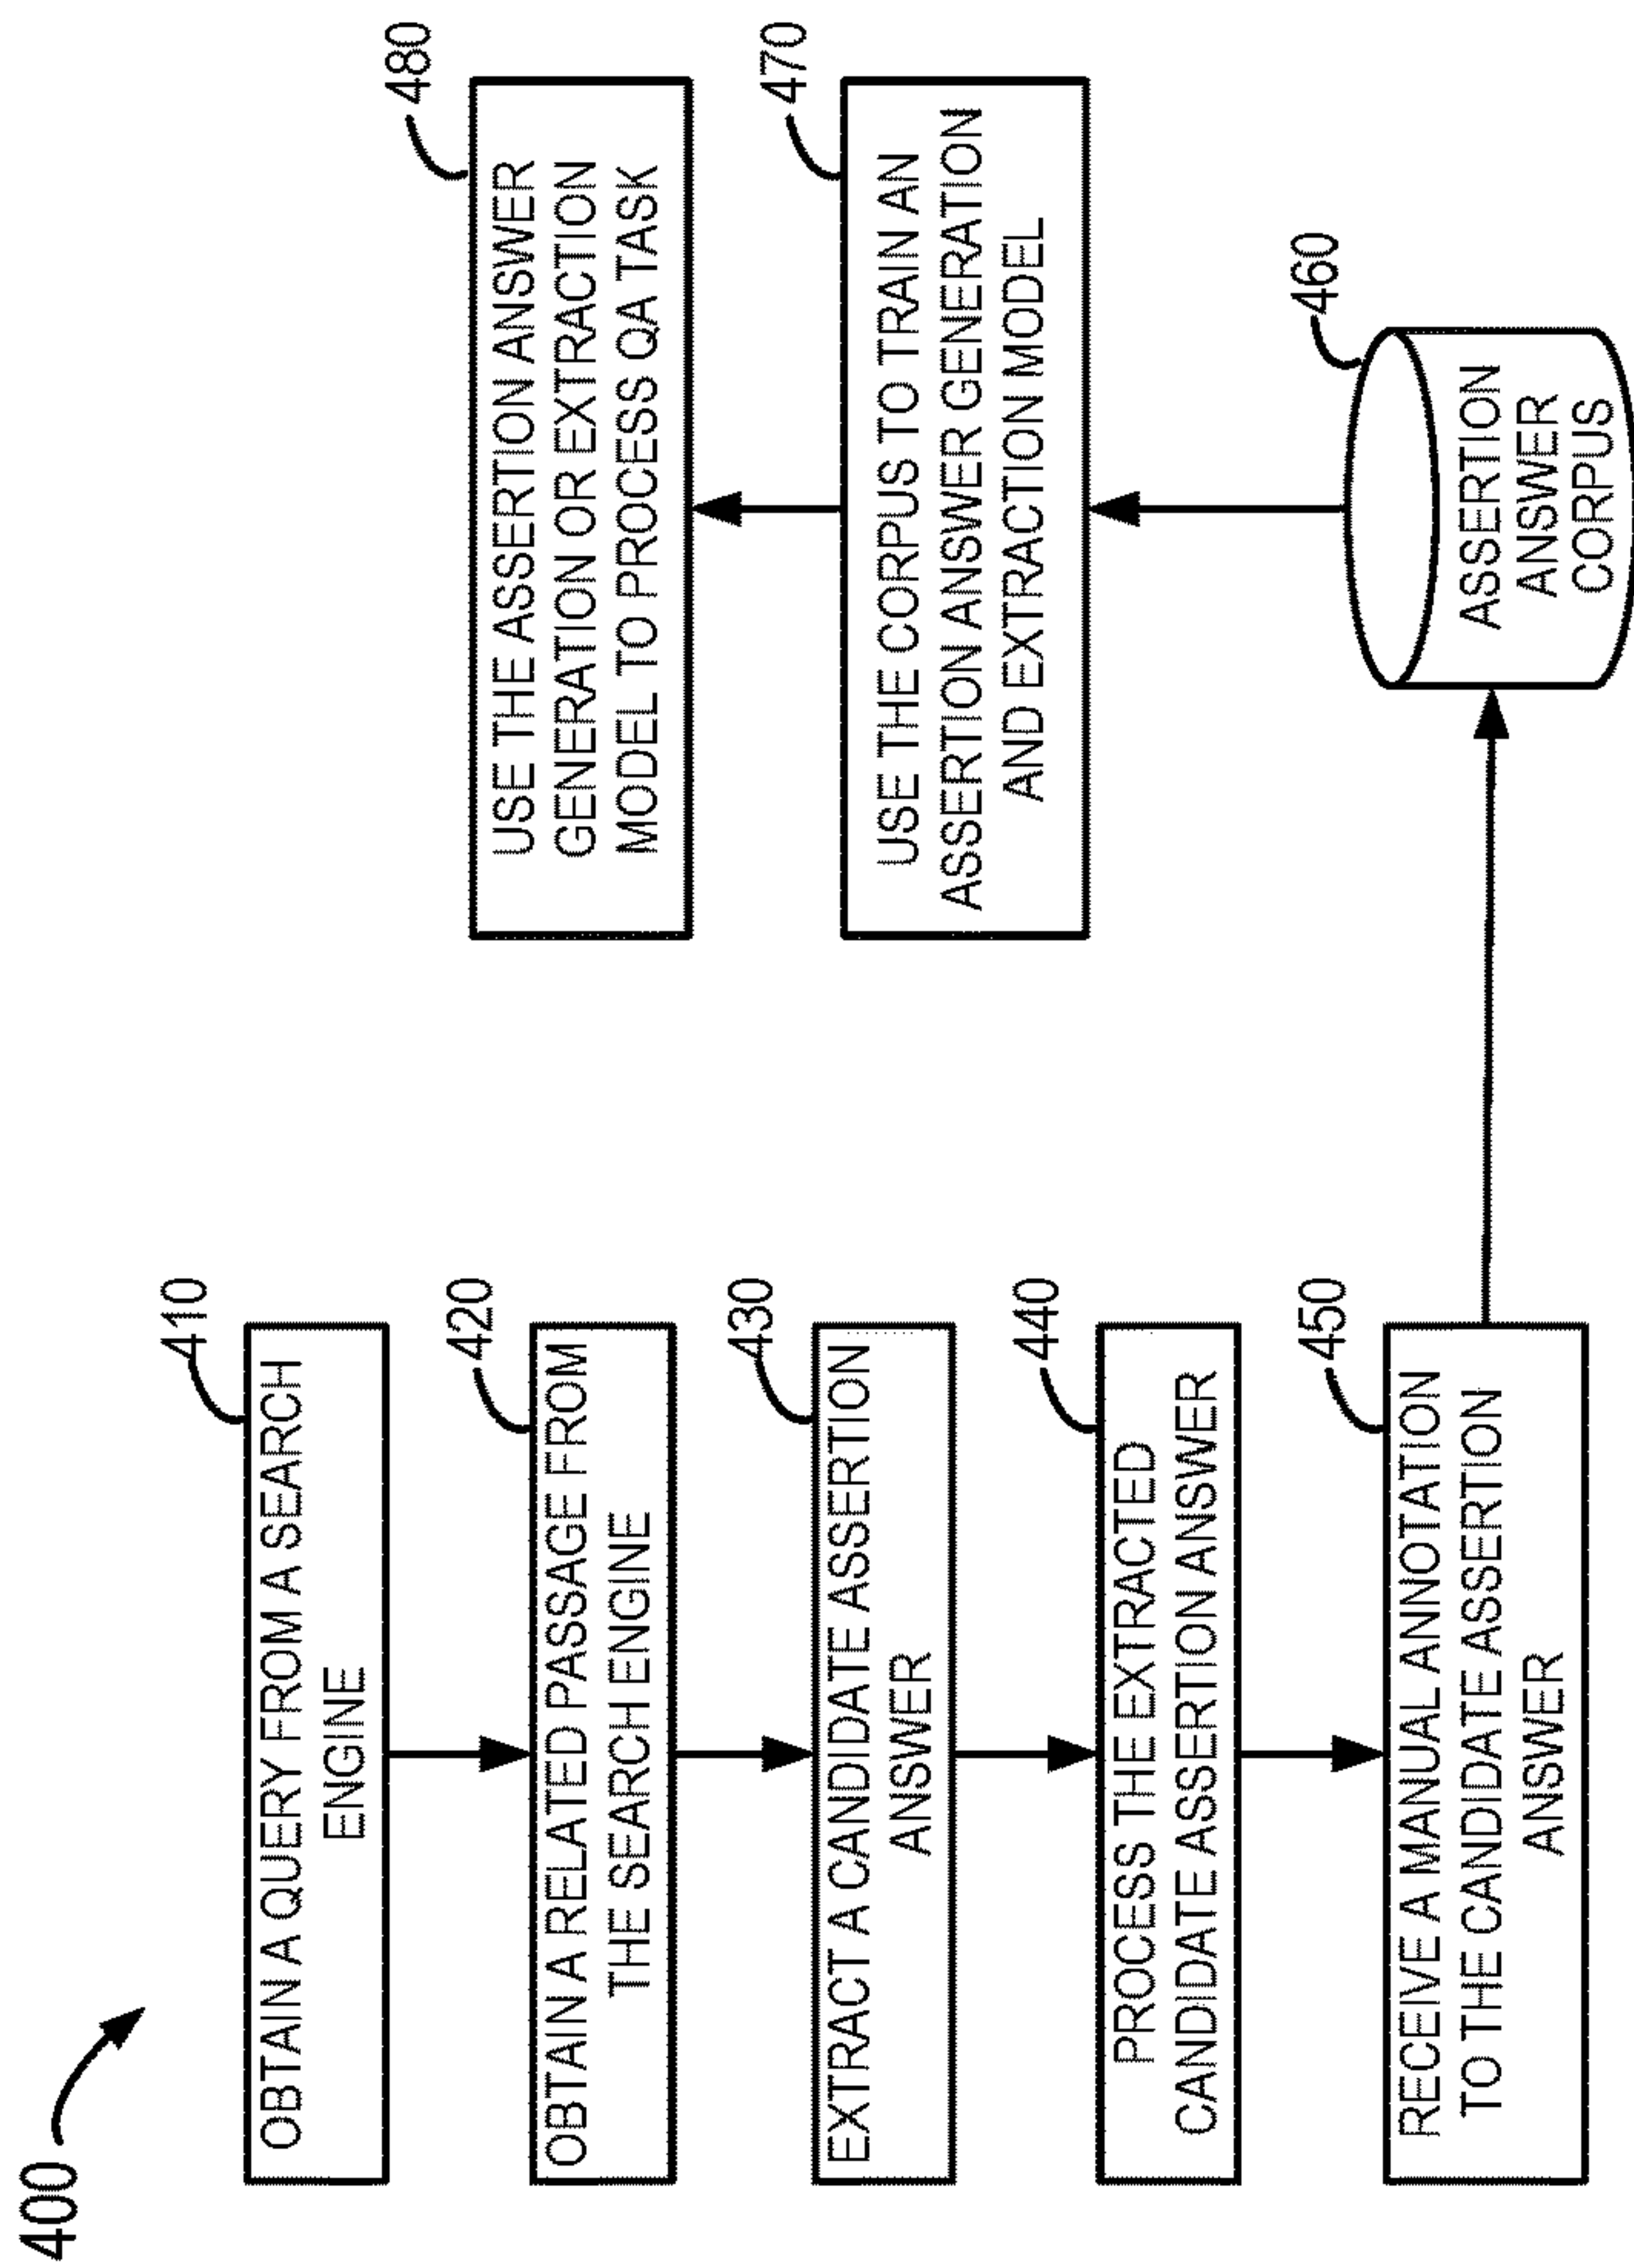 400
410
OBTAIN A QUERY FROM A SEARCH
ENGINE
420
OBTAIN A RELATED PASSAGE FROM
THE SEARCH ENGINE
430
EXTRACT A CANDIDATE ASSERTION
ANSWER
440
PROCESS THE EXTRACTED
CANDIDATE ASSERTION ANSWER
450
RECEIVE A MANUAL ANNOTATION
TO THE CANDIDATE ASSERTION
ANSWER
460
ASSERTION
ANSWER
CORPUS
470
USE THE CORPUS TO TRAIN AN
ASSERTION ANSWER GENERATION
AND EXTRACTION MODEL
480
USE THE ASSERTION ANSWER
GENERATION OR EXTRACTION
MODEL TO PROCESS QA TASK